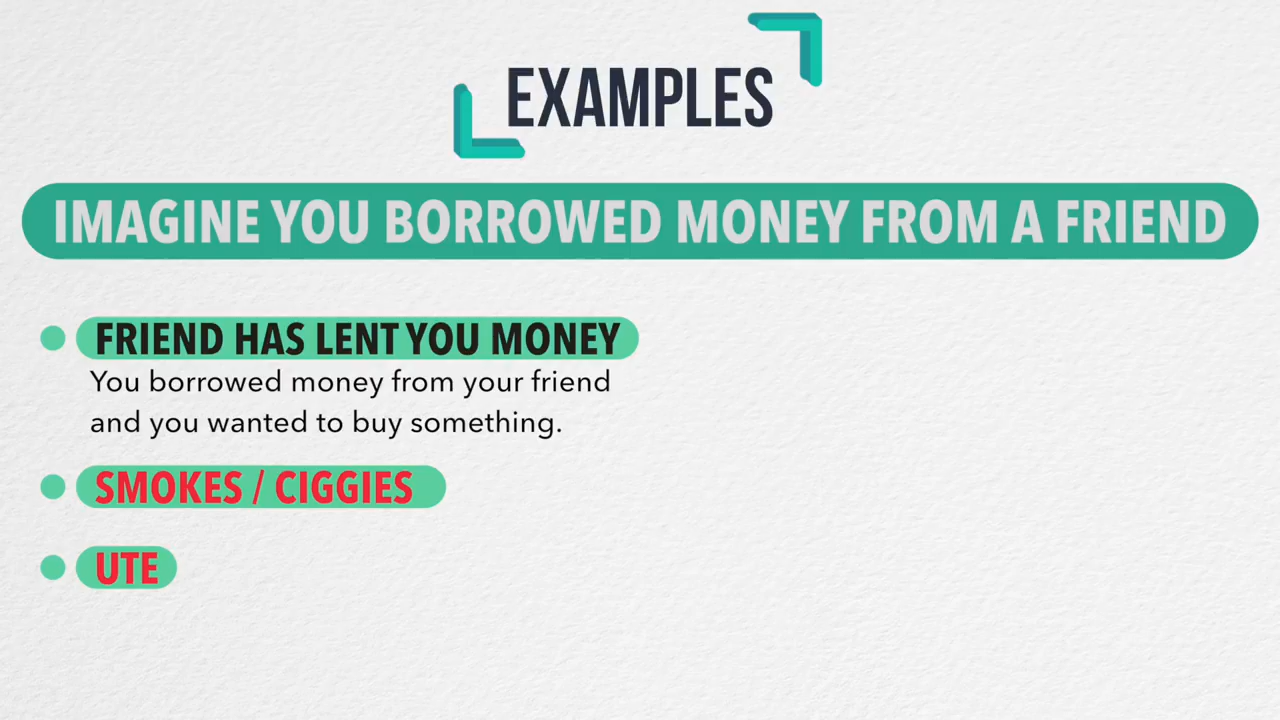 EXAMPLES
IMAGINE YOU BORROWED MONEY FROM A FRIEND
FRIEND HAS LENT YOU MONEY
You borrowed money from your friend
and you wanted to buy something.
SMOKES / CIGGIES
UTE